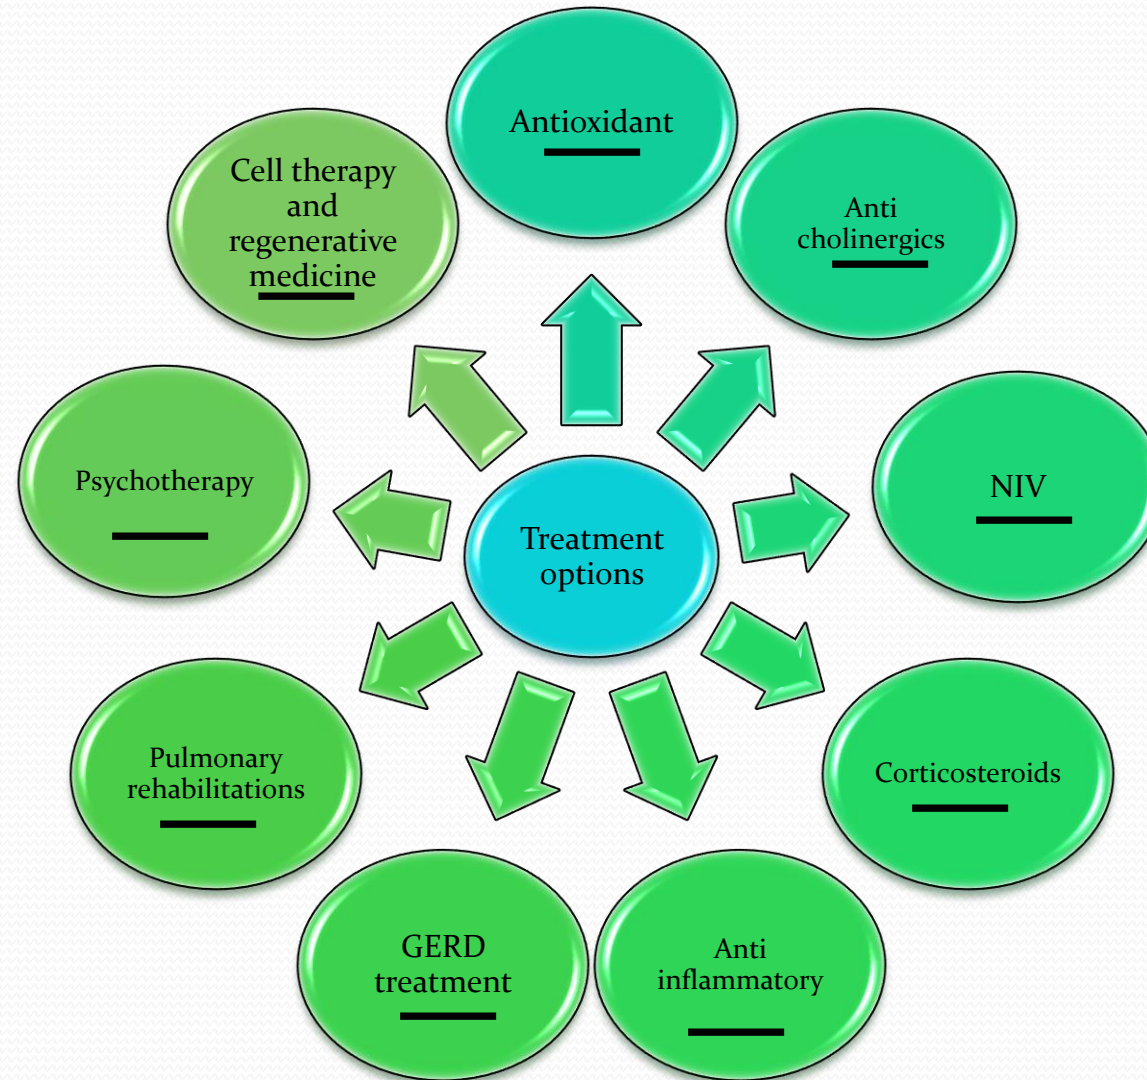 Antioxidant
Anti
cholinergics
NIV
Corticosteroids
Anti
inflammatory
GERD
treatment
Pulmonary
rehabilitations
Psychotherapy
Cell therapy
and
regenerative
medicine
Treatment
options